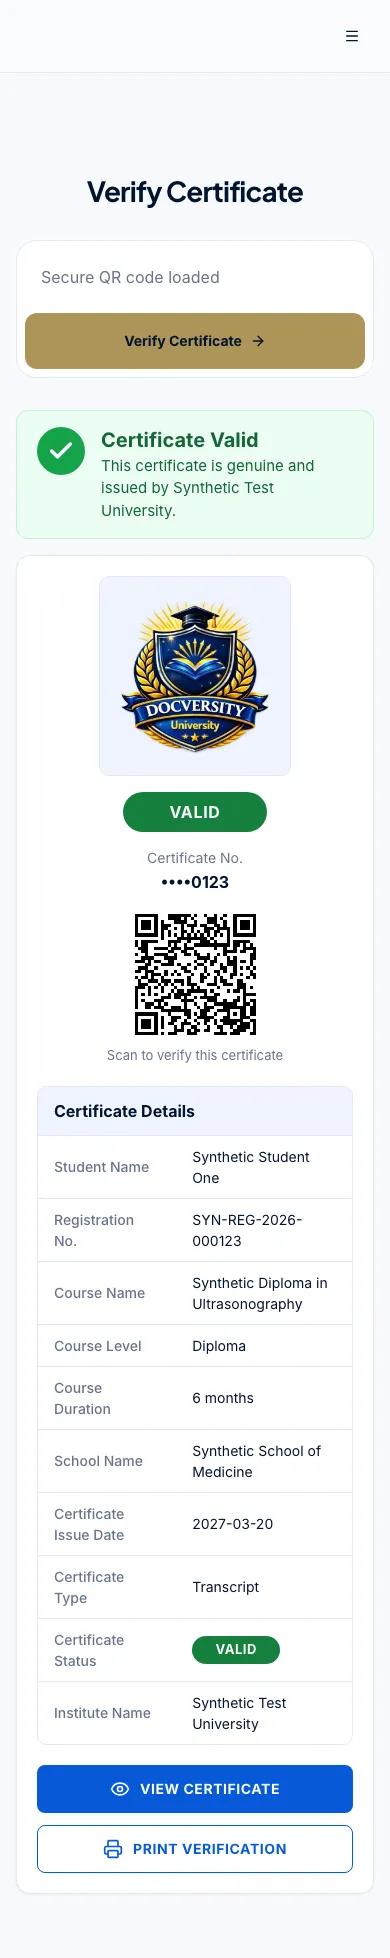 Verify Certificate
Secure QR code loaded
Verify Certificate →
Certificate Valid
This certificate is genuine and
issued by Synthetic Test
University.
DOCVERSITY
University
VALID
Certificate No.
••••0123
Scan to verify this certificate
Certificate Details
Student Name
Synthetic Student
One
Registration
No.
SYN-REG-2026-
000123
Course Name
Synthetic Diploma in
Ultrasonography
Course Level
Diploma
Course
Duration
6 months
School Name
Synthetic School of
Medicine
Certificate
Issue Date
2027-03-20
Certificate
Type
Transcript
Certificate
Status
VALID
Institute Name
Synthetic Test
University
VIEW CERTIFICATE
PRINT VERIFICATION